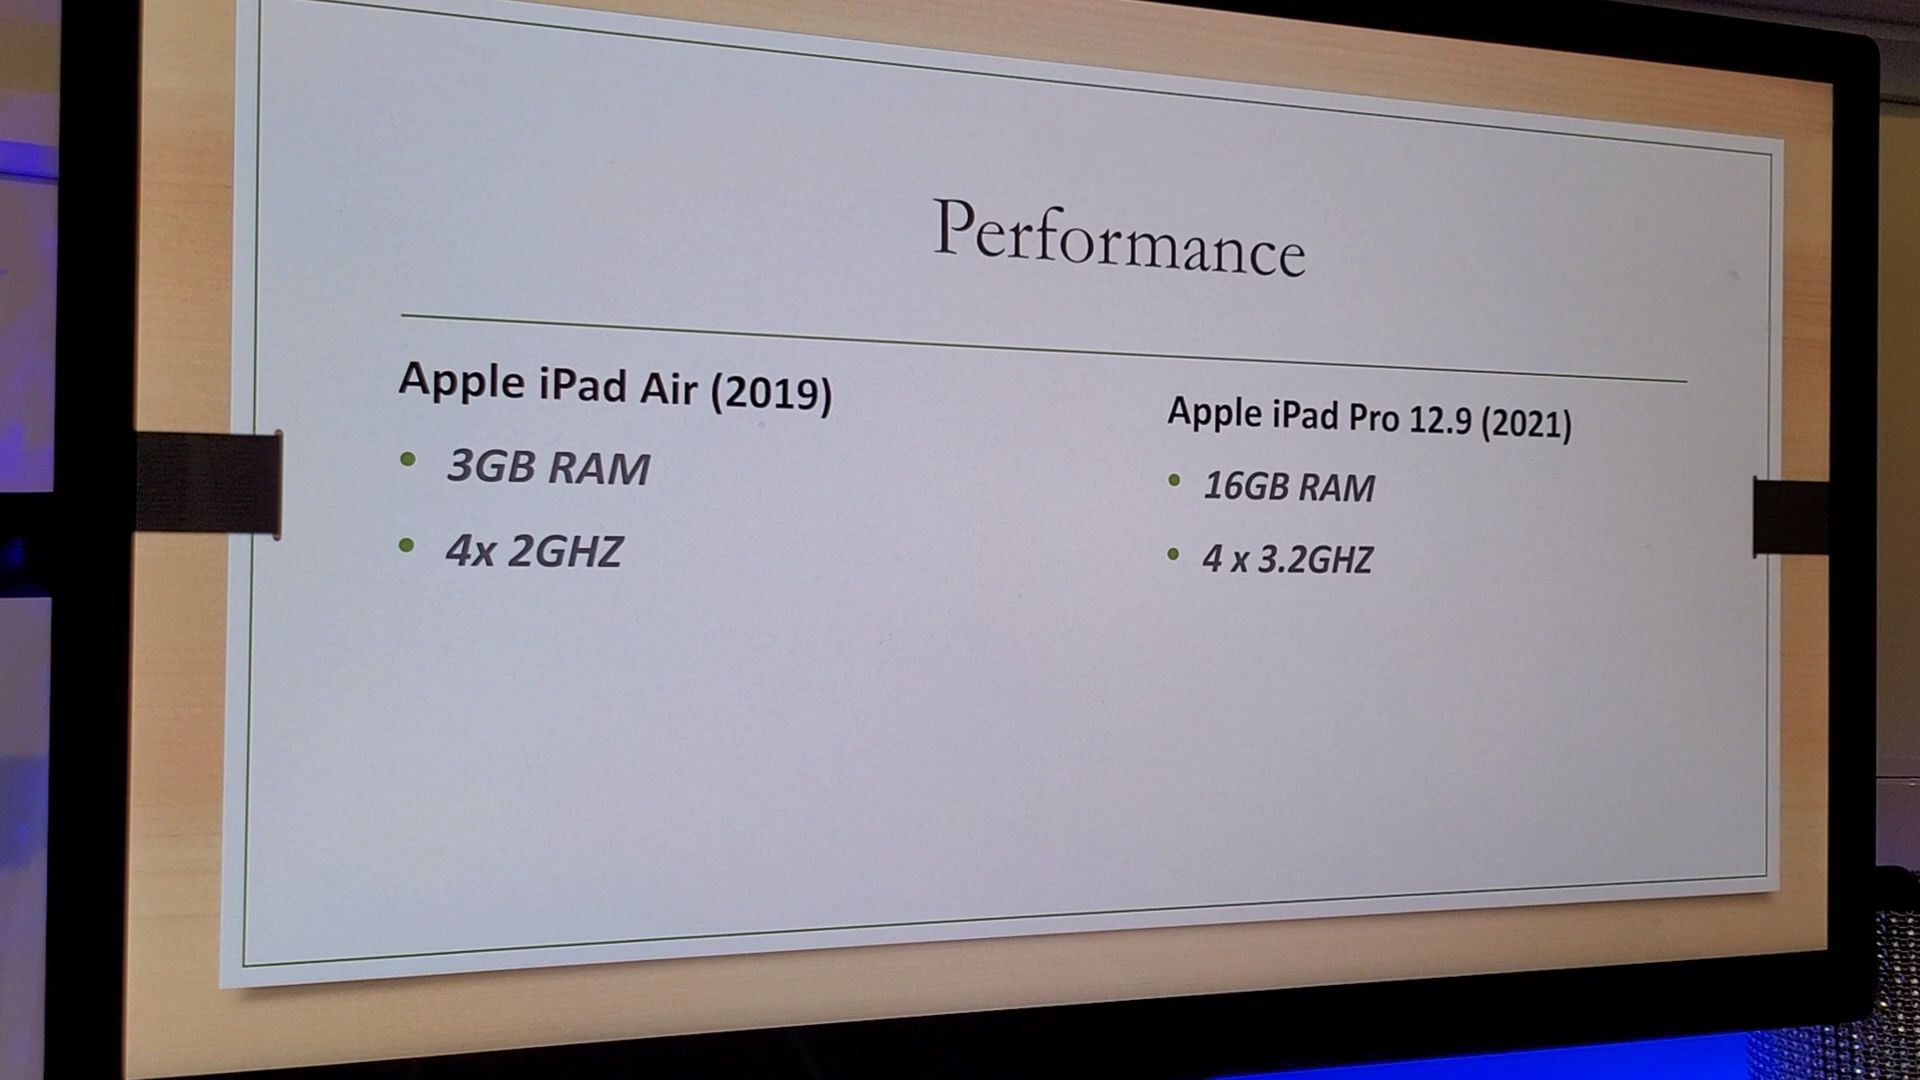 Performance
Apple iPad Air (2019)
• 3GB RAM
• 4x 2GHZ
Apple iPad Pro 12.9 (2021)
• 16GB RAM
• 4 x 3.2GHZ